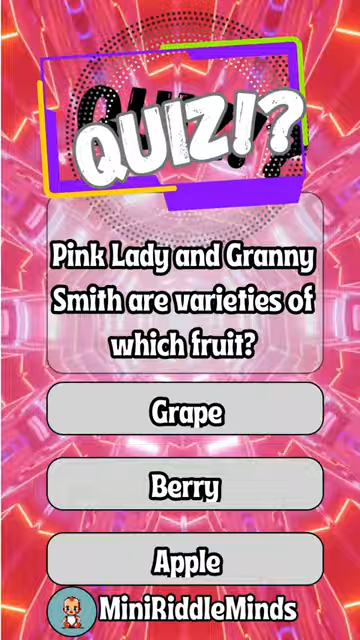 QUIZ!?
Pink Lady and Granny
Smith are varieties of
which fruit?
Grape
Berry
Apple
MiniRiddleMinds